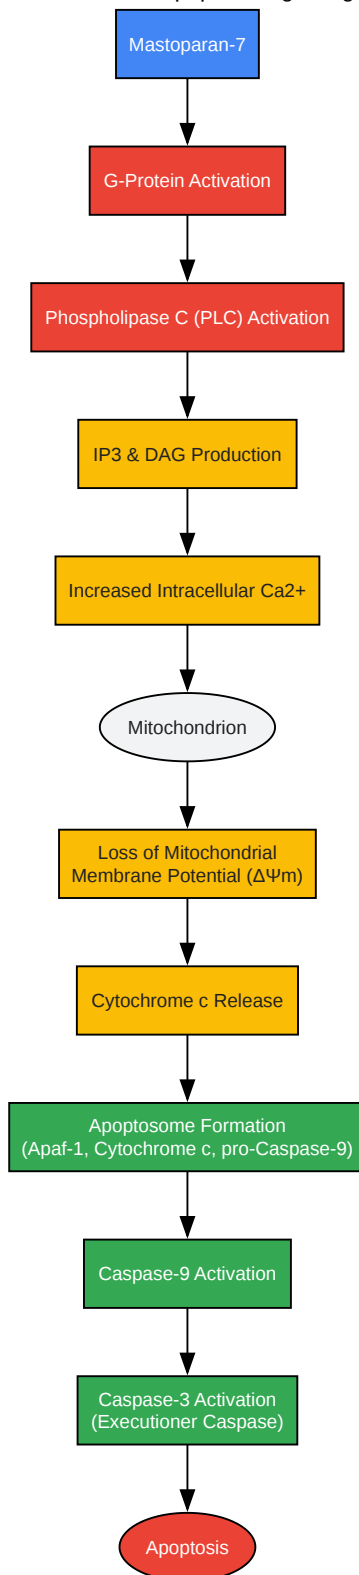 Mastoparan-7
G-Protein Activation
Phospholipase C (PLC) Activation
IP3 & DAG Production
Increased Intracellular Ca2+
Mitochondrion
Loss of Mitochondrial
Membrane Potential (ΔΨm)
Cytochrome c Release
Apoptosome Formation
(Apaf-1, Cytochrome c, pro-Caspase-9)
Caspase-9 Activation
Caspase-3 Activation
(Executioner Caspase)
Apoptosis